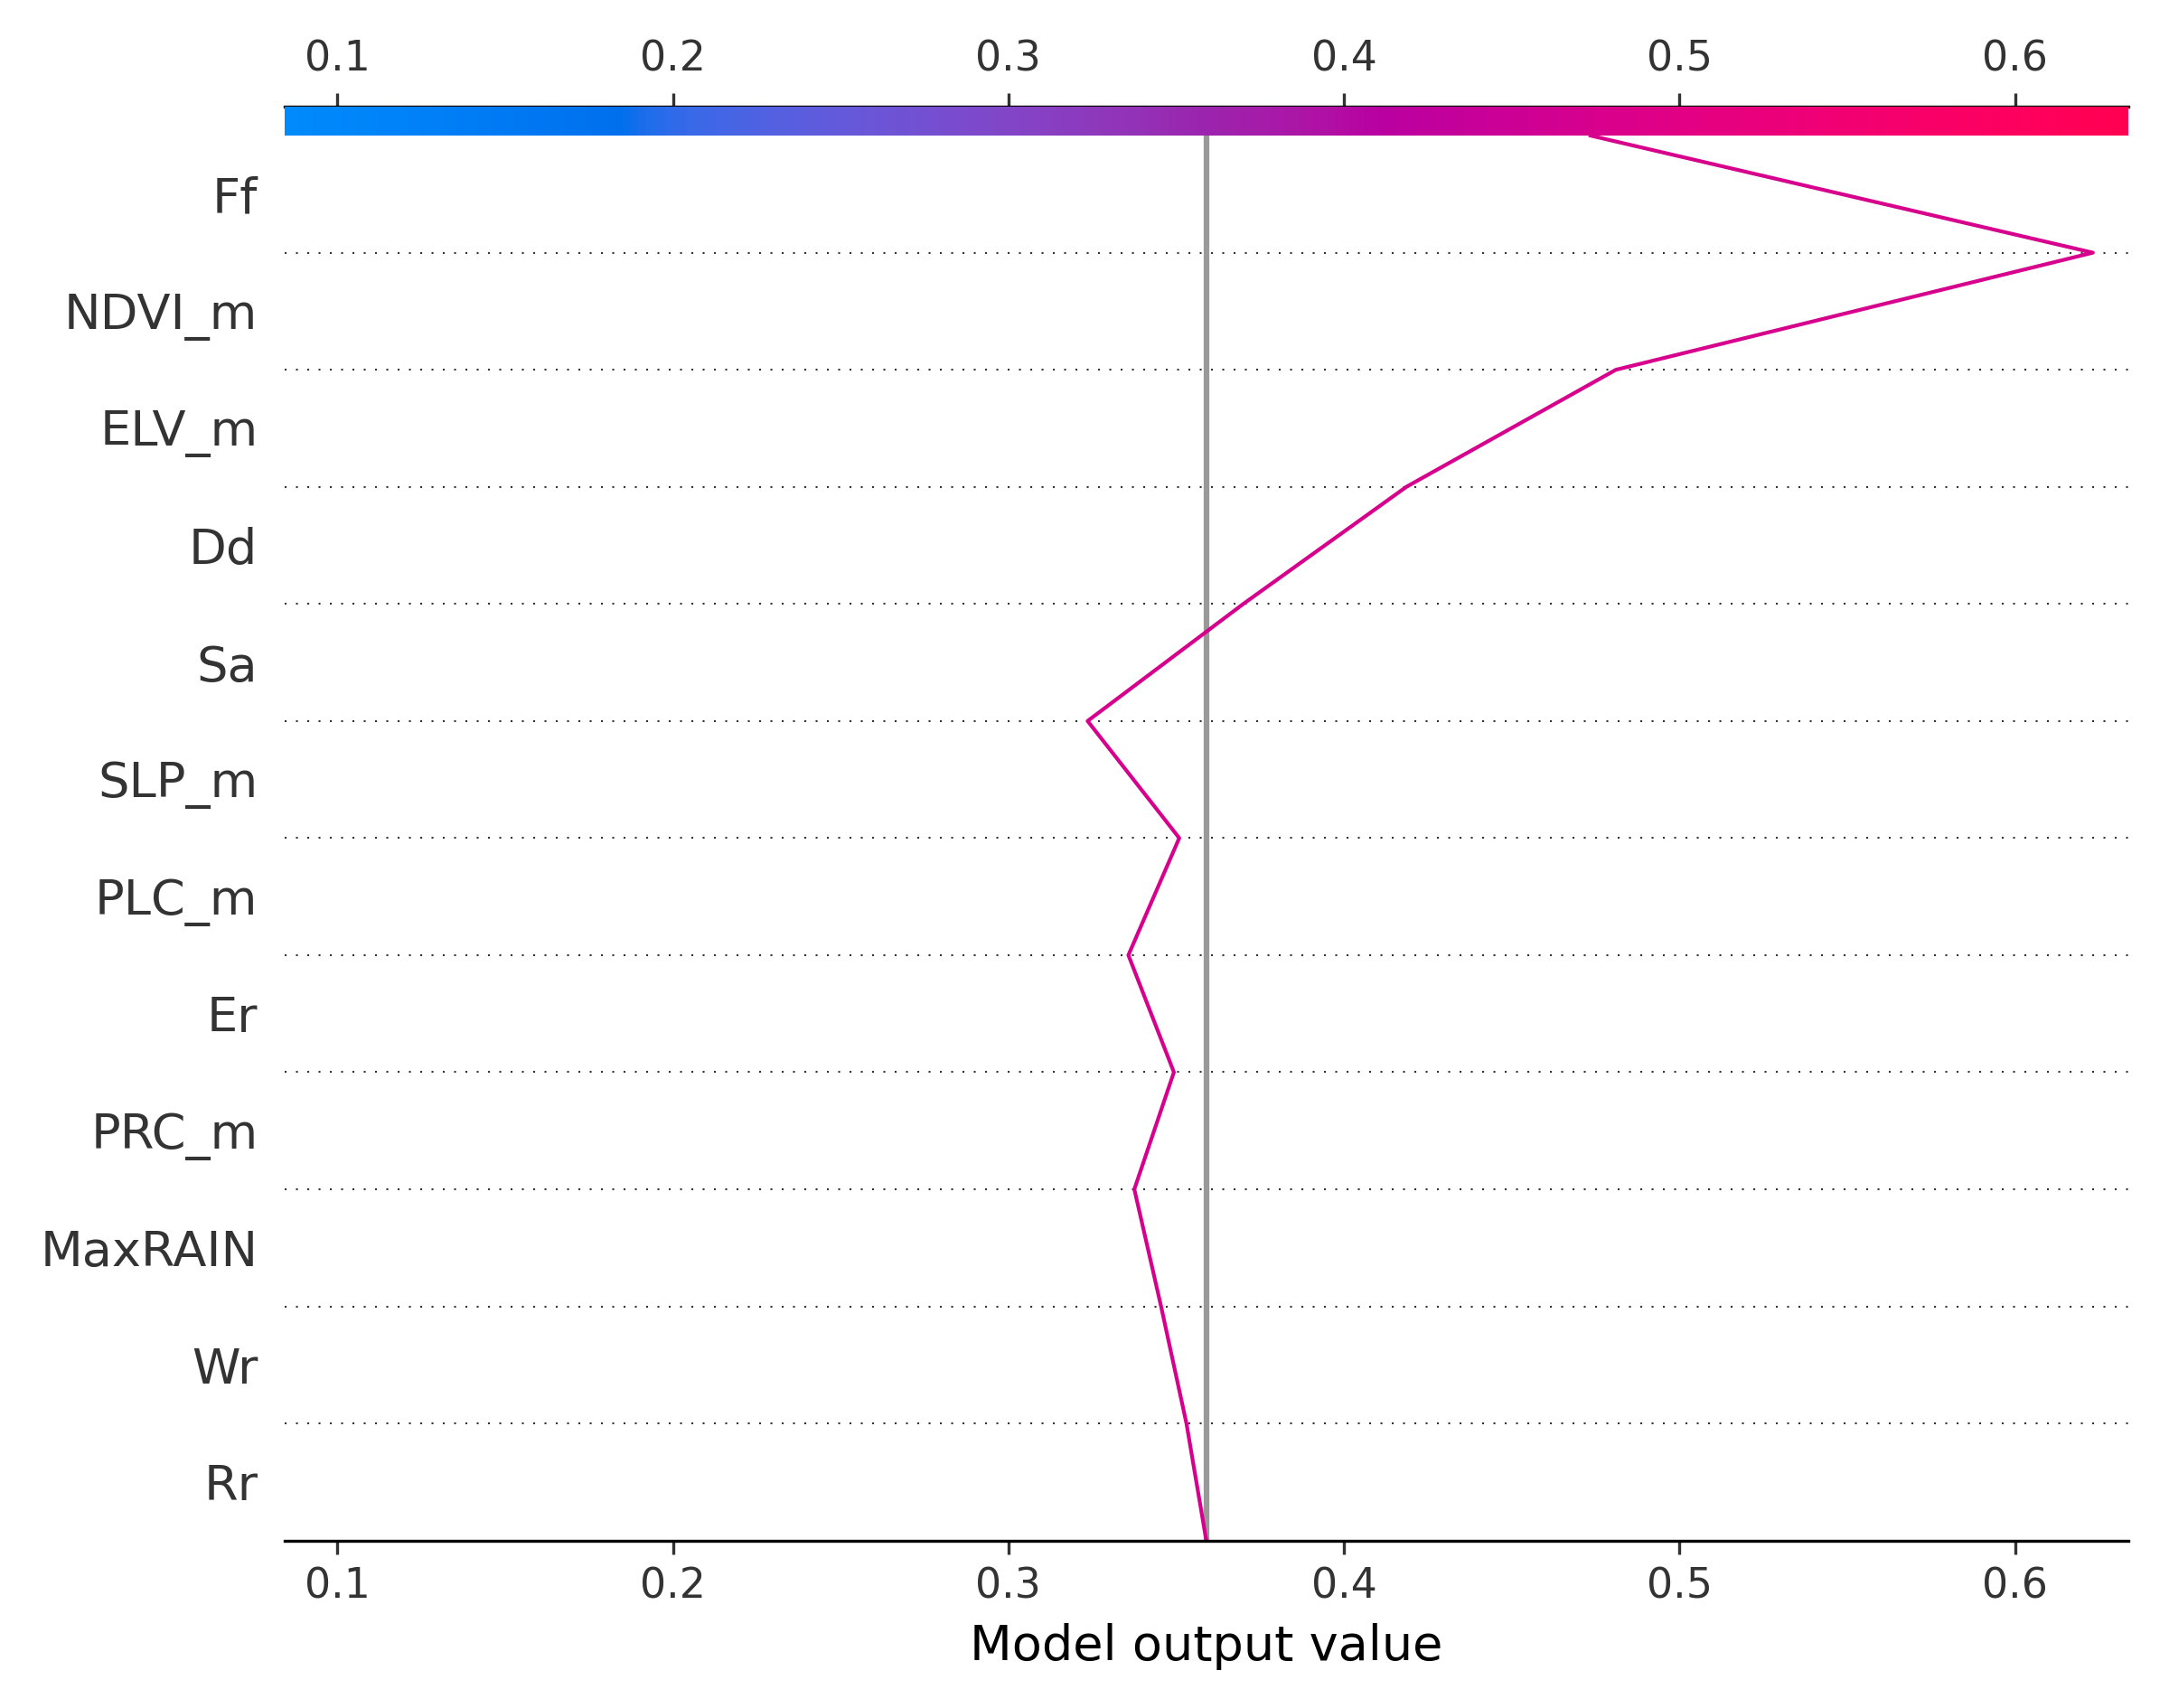 0.1 0.2 0.3 0.4 0.5 0.6
Ff
NDVI_m
ELV_m
Dd
Sa
SLP_m
PLC_m
Er
PRC_m
MaxRAIN
Wr
Rr
0.1 0.2 0.3 0.4 0.5 0.6
Model output value